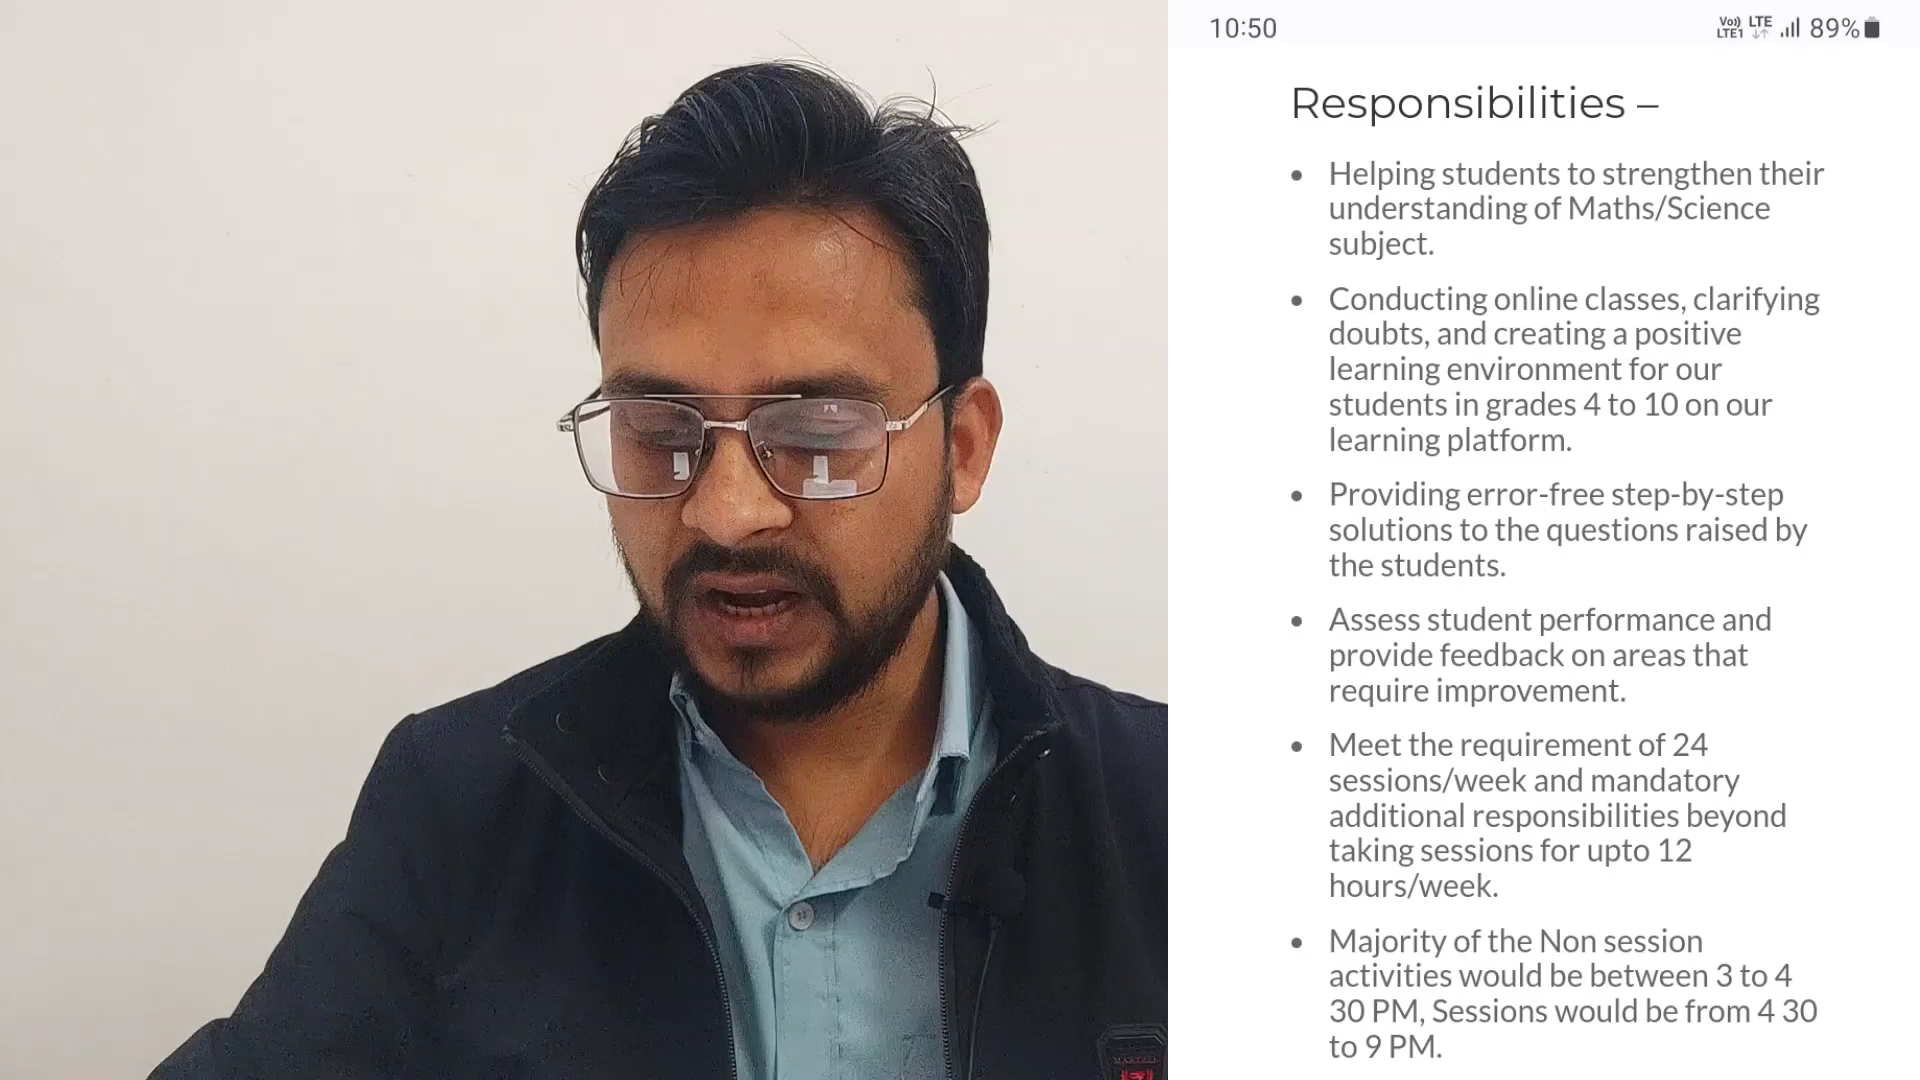 10:50
Vo)) LTE
LTE1
89%
Responsibilities –
• Helping students to strengthen their
understanding of Maths/Science
subject.
• Conducting online classes, clarifying
doubts, and creating a positive
learning environment for our
students in grades 4 to 10 on our
learning platform.
• Providing error-free step-by-step
solutions to the questions raised by
the students.
• Assess student performance and
provide feedback on areas that
require improvement.
• Meet the requirement of 24
sessions/week and mandatory
additional responsibilities beyond
taking sessions for upto 12
hours/week.
• Majority of the Non session
activities would be between 3 to 4
30 PM, Sessions would be from 4 30
to 9 PM.